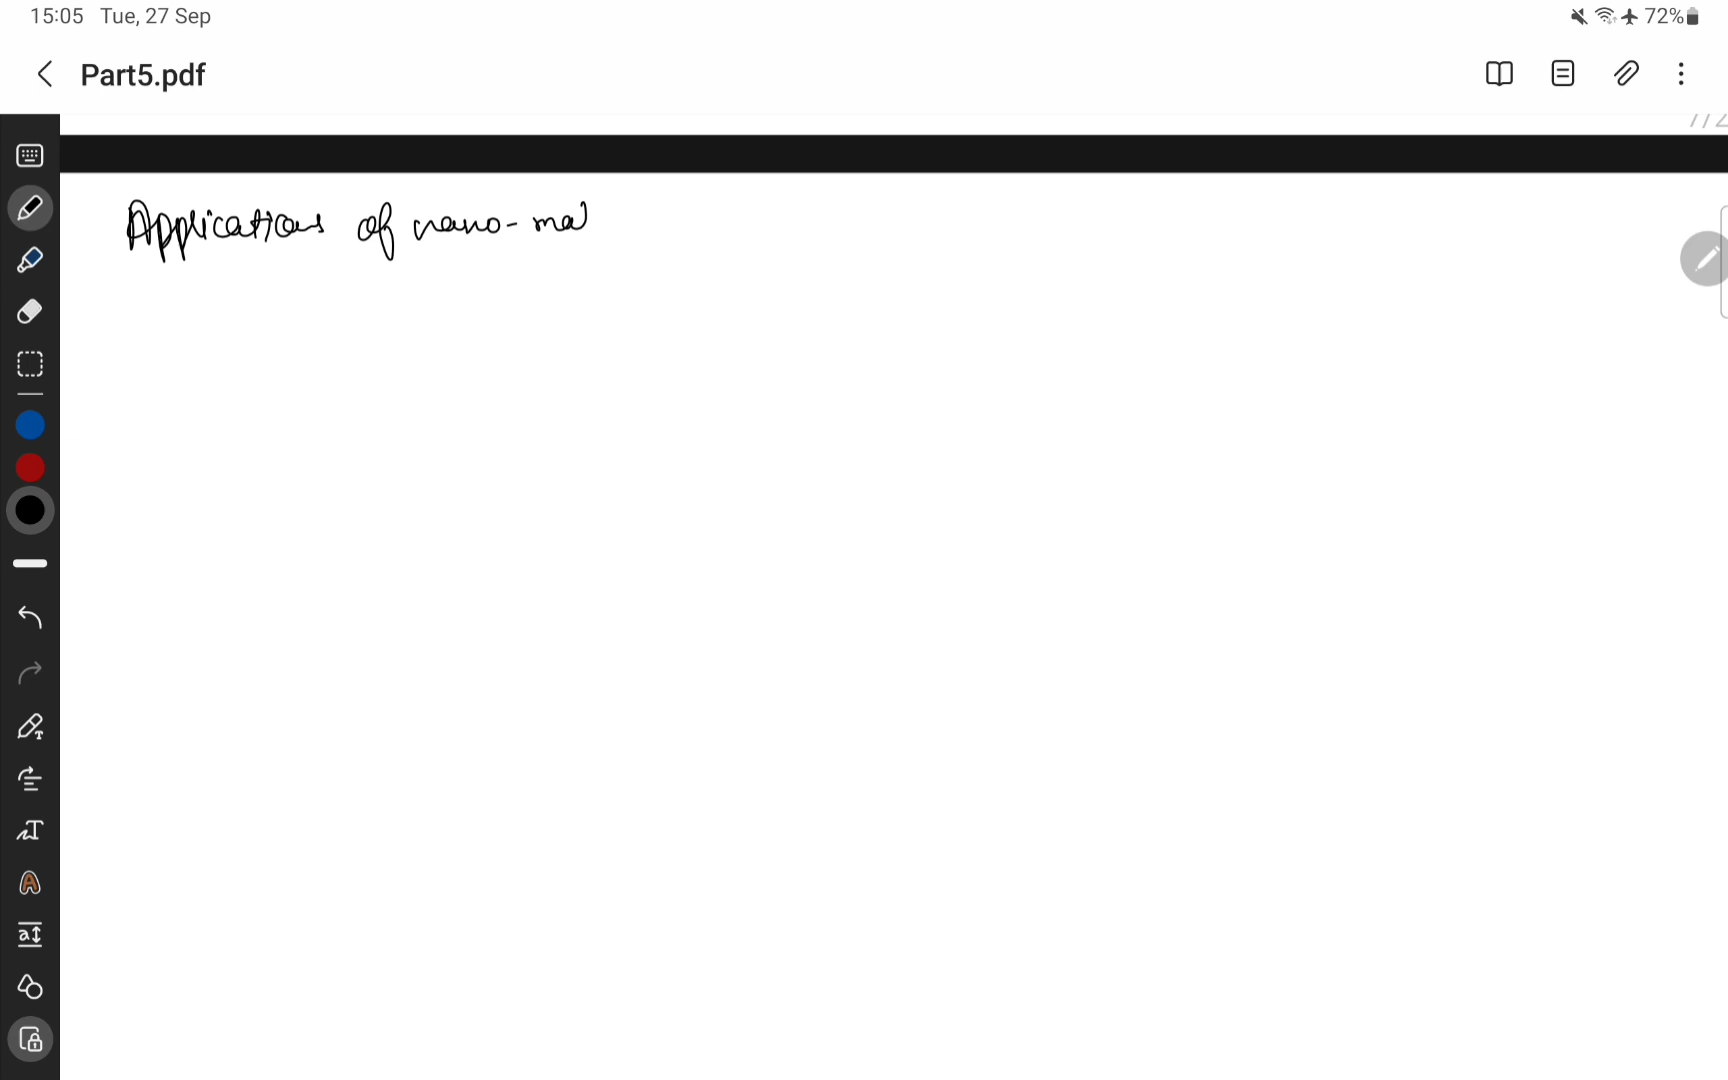 15:05 Tue, 27 Sep 72%
Part5.pdf
Applications of nano-mat